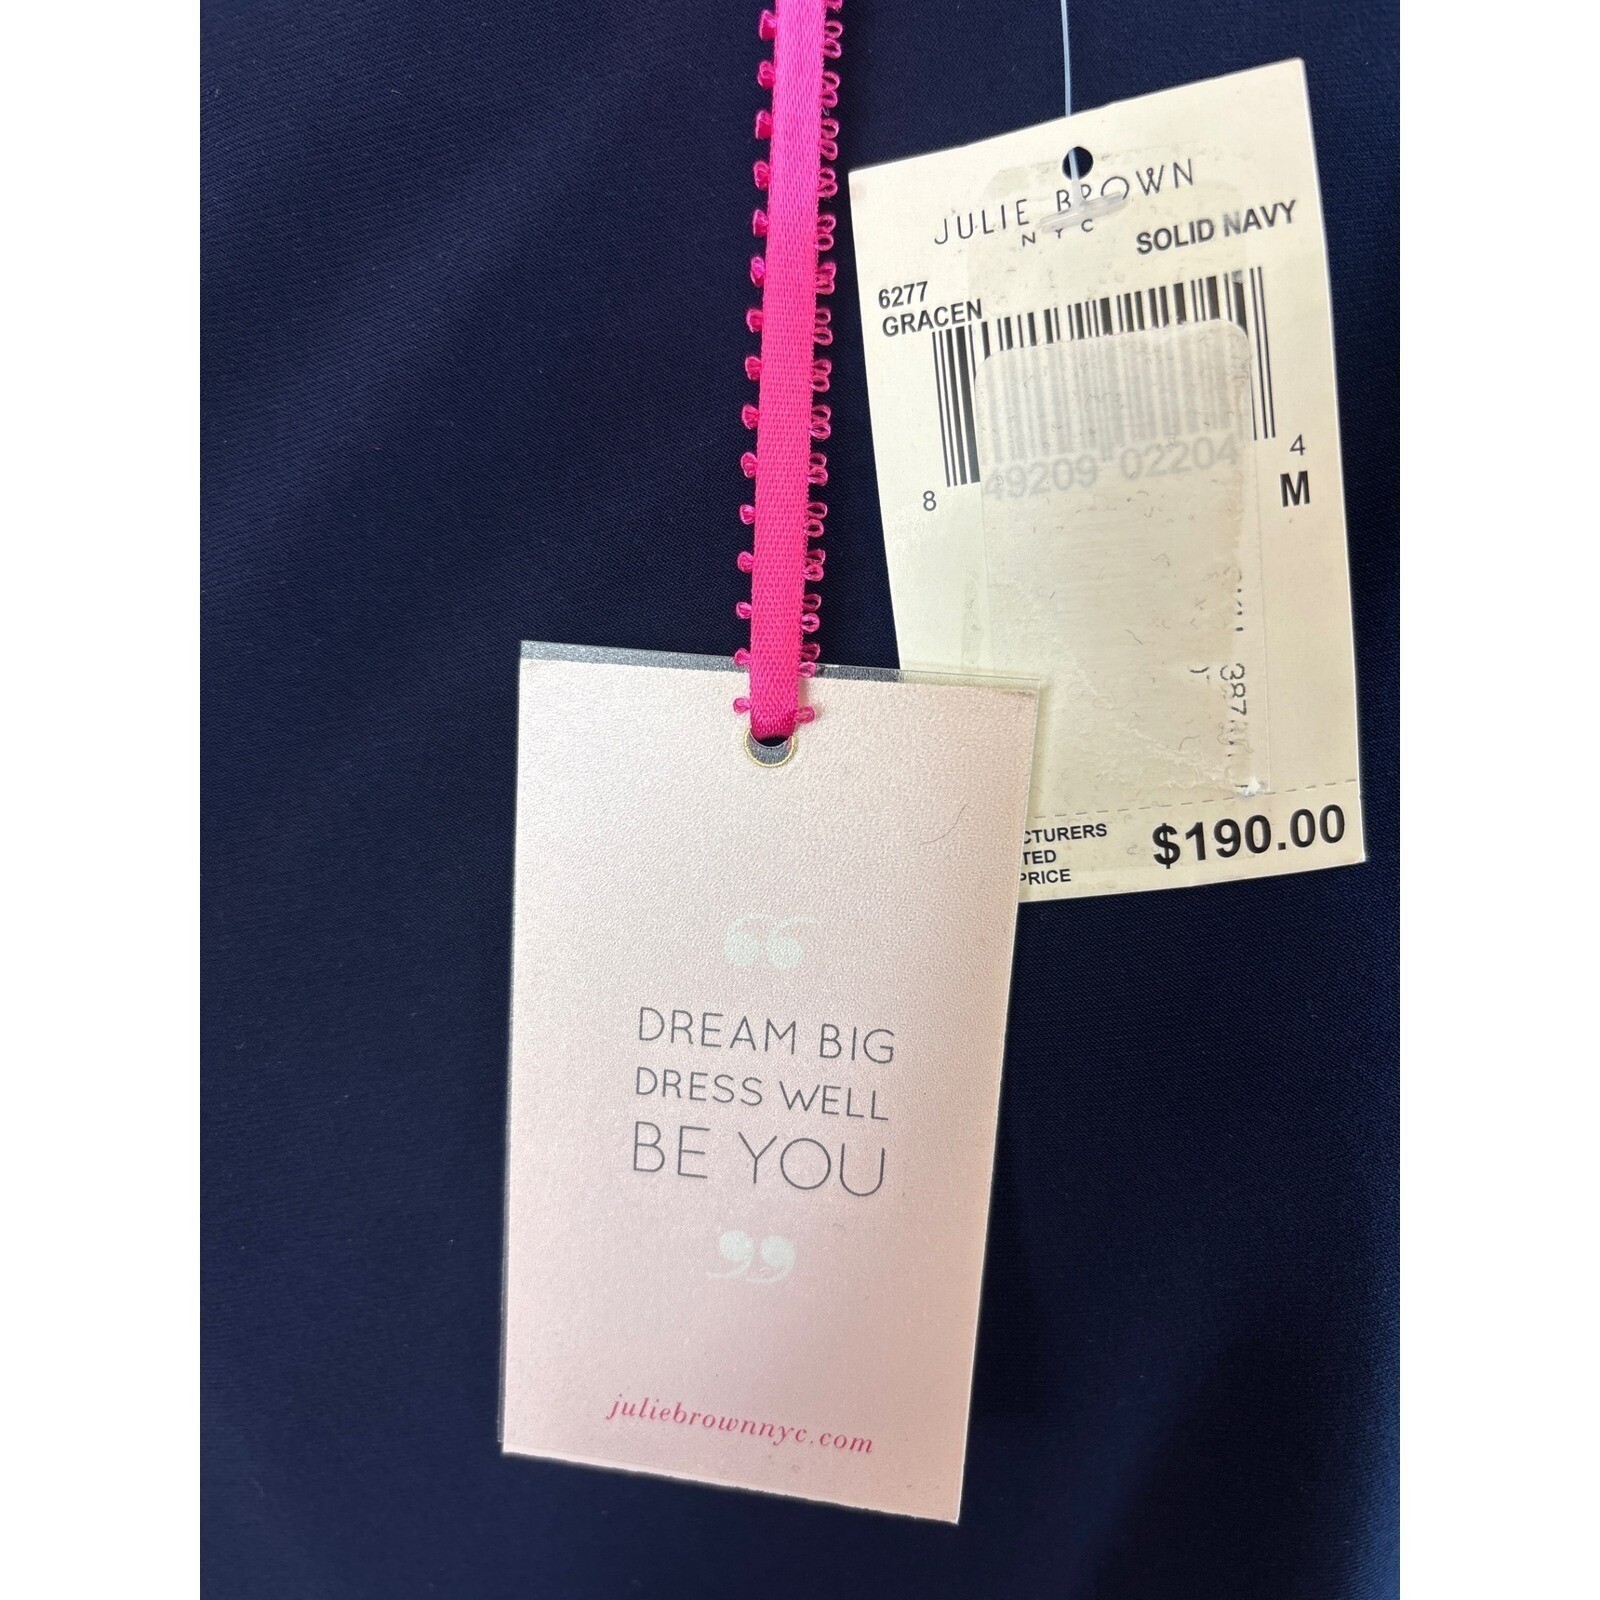 JULIE BROWN
NYC
SOLID NAVY
6277
GRACEN
8 49209 02204 4
M
CTURERS
TED
PRICE
$190.00
DREAM BIG
DRESS WELL
BE YOU
juliebrownnyc.com